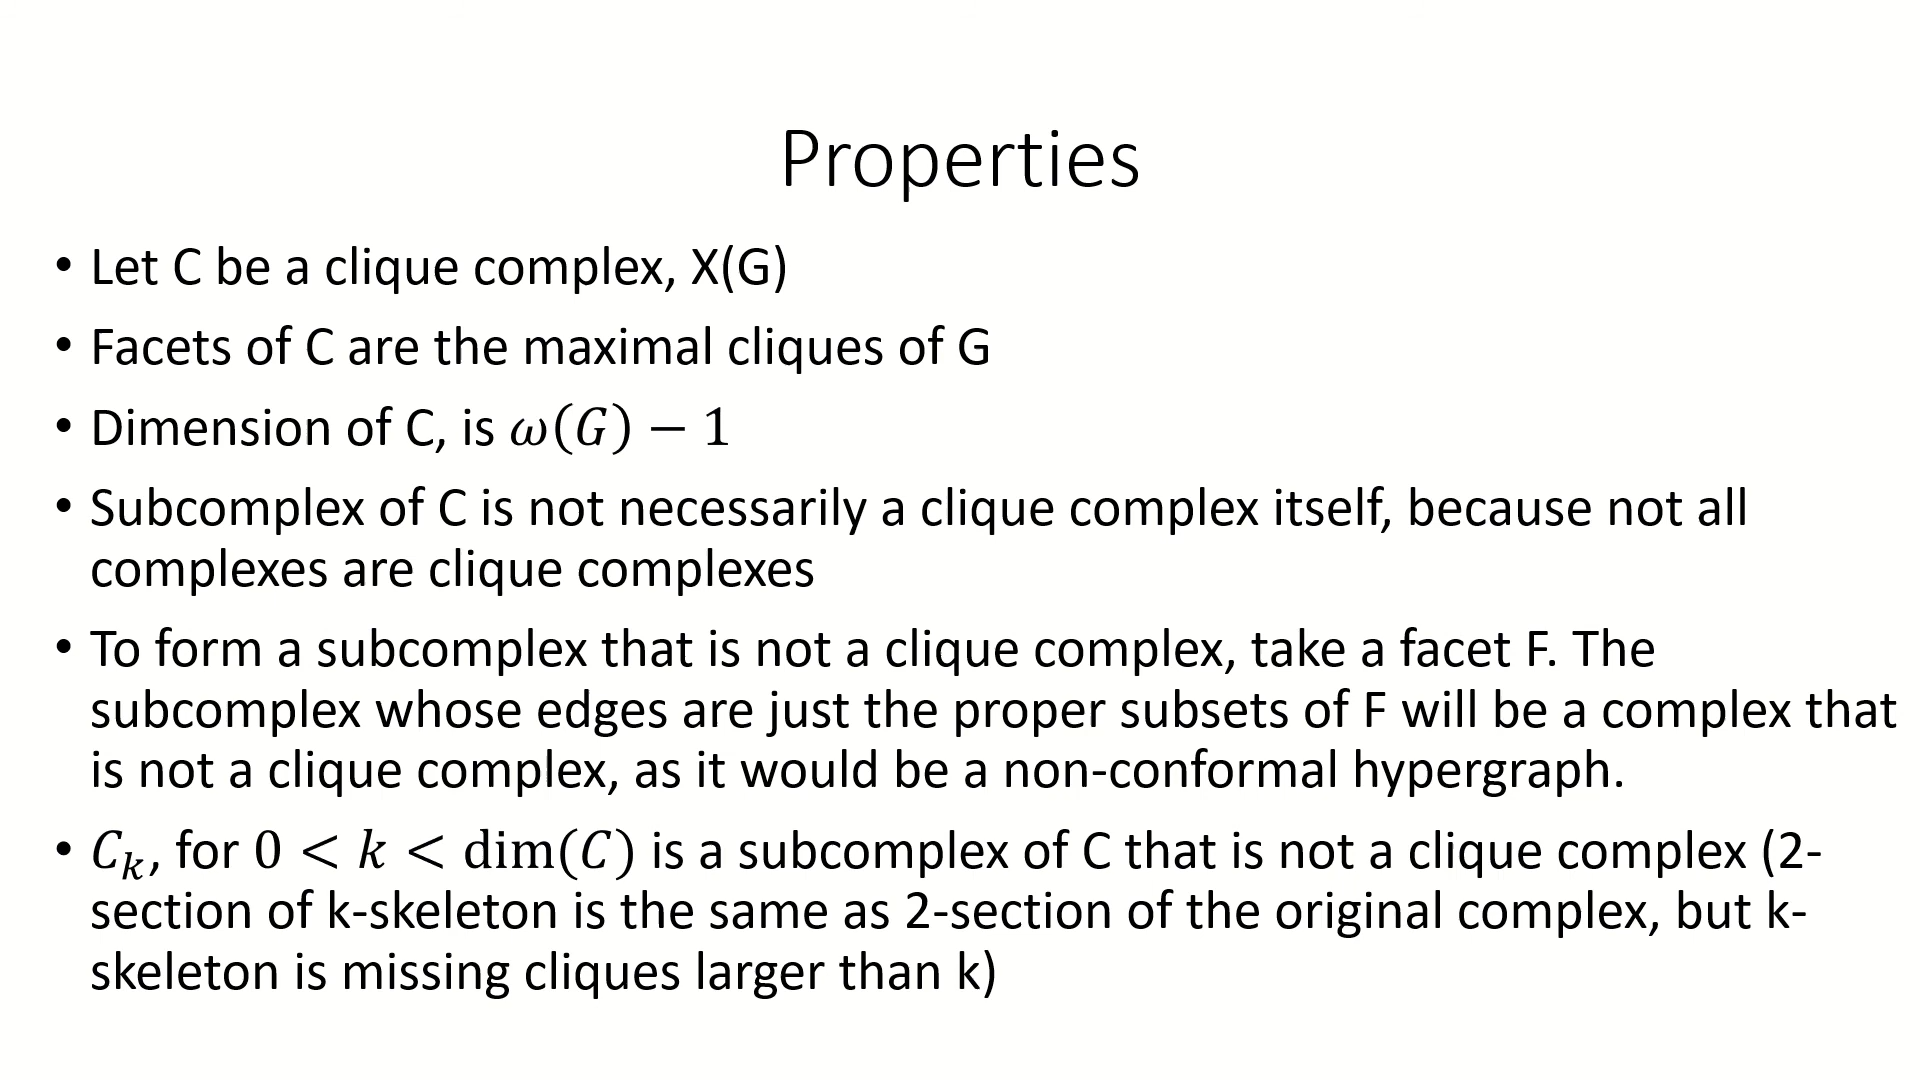 Properties
• Let C be a clique complex, X(G)
• Facets of C are the maximal cliques of G
• Dimension of C, is 𝜔(𝐺) − 1
• Subcomplex of C is not necessarily a clique complex itself, because not all
complexes are clique complexes
• To form a subcomplex that is not a clique complex, take a facet F. The
subcomplex whose edges are just the proper subsets of F will be a complex that
is not a clique complex, as it would be a non-conformal hypergraph.
• 𝐶ₖ, for 0 < 𝑘 < dim(𝐶) is a subcomplex of C that is not a clique complex (2-
section of k-skeleton is the same as 2-section of the original complex, but k-
skeleton is missing cliques larger than k)